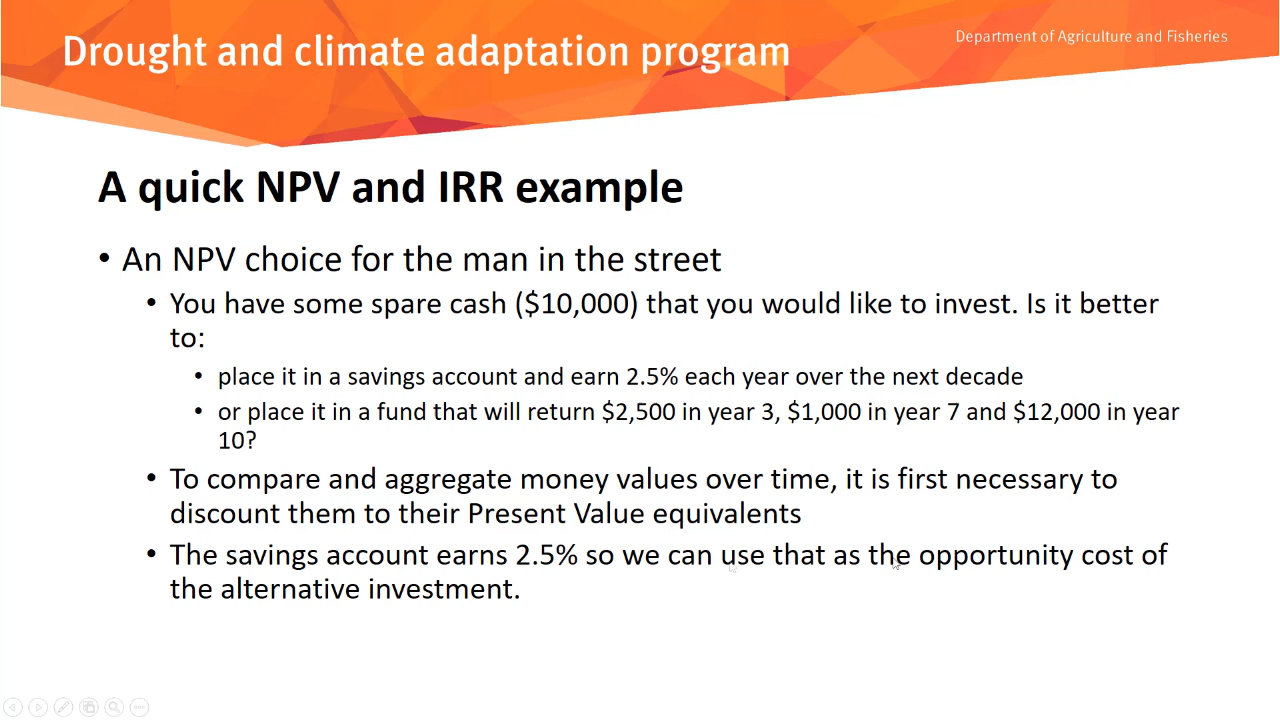 Drought and climate adaptation program
Department of Agriculture and Fisheries
A quick NPV and IRR example
• An NPV choice for the man in the street
• You have some spare cash ($10,000) that you would like to invest. Is it better
to:
• place it in a savings account and earn 2.5% each year over the next decade
• or place it in a fund that will return $2,500 in year 3, $1,000 in year 7 and $12,000 in year
10?
• To compare and aggregate money values over time, it is first necessary to
discount them to their Present Value equivalents
• The savings account earns 2.5% so we can use that as the opportunity cost of
the alternative investment.